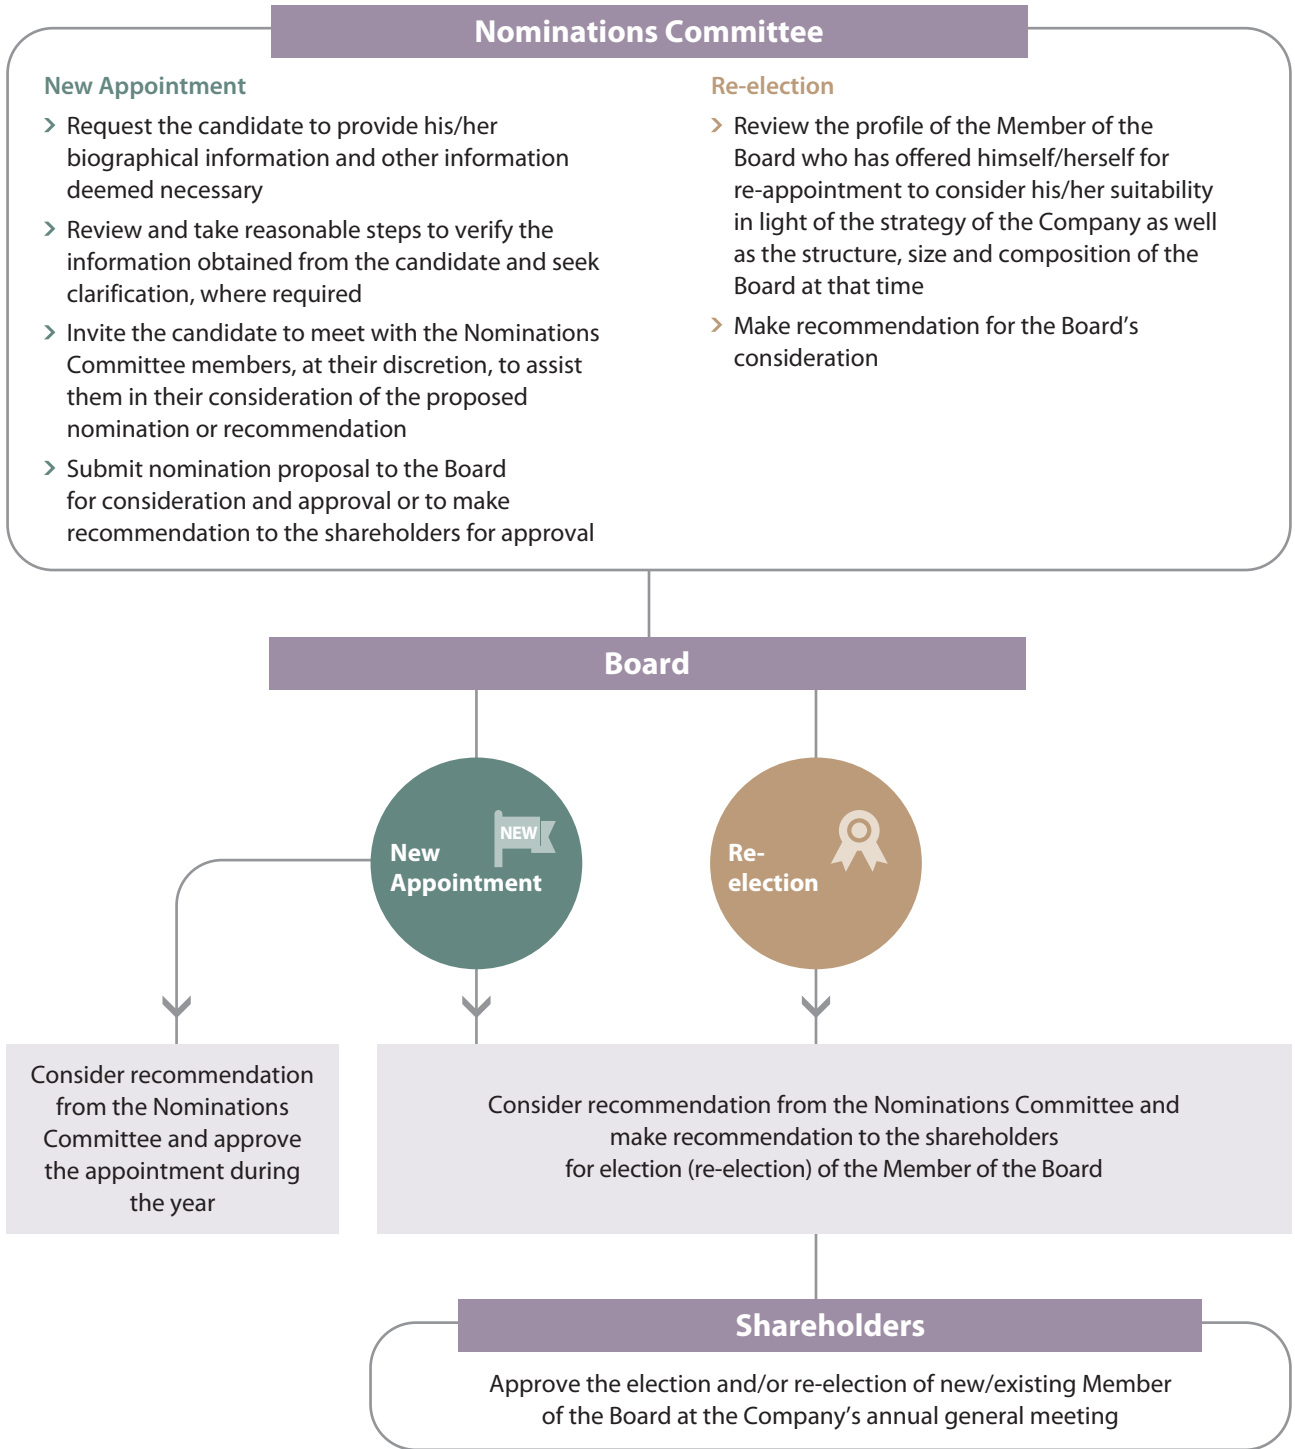 Nominations Committee
New Appointment
› Request the candidate to provide his/her
biographical information and other information
deemed necessary
› Review and take reasonable steps to verify the
information obtained from the candidate and seek
clarification, where required
› Invite the candidate to meet with the Nominations
Committee members, at their discretion, to assist
them in their consideration of the proposed
nomination or recommendation
› Submit nomination proposal to the Board
for consideration and approval or to make
recommendation to the shareholders for approval
Re-election
› Review the profile of the Member of the
Board who has offered himself/herself for
re-appointment to consider his/her suitability
in light of the strategy of the Company as well
as the structure, size and composition of the
Board at that time
› Make recommendation for the Board's
consideration
Board
NEW
New
Appointment
Re-
election
Consider recommendation
from the Nominations
Committee and approve
the appointment during
the year
Consider recommendation from the Nominations Committee and
make recommendation to the shareholders
for election (re-election) of the Member of the Board
Shareholders
Approve the election and/or re-election of new/existing Member
of the Board at the Company's annual general meeting